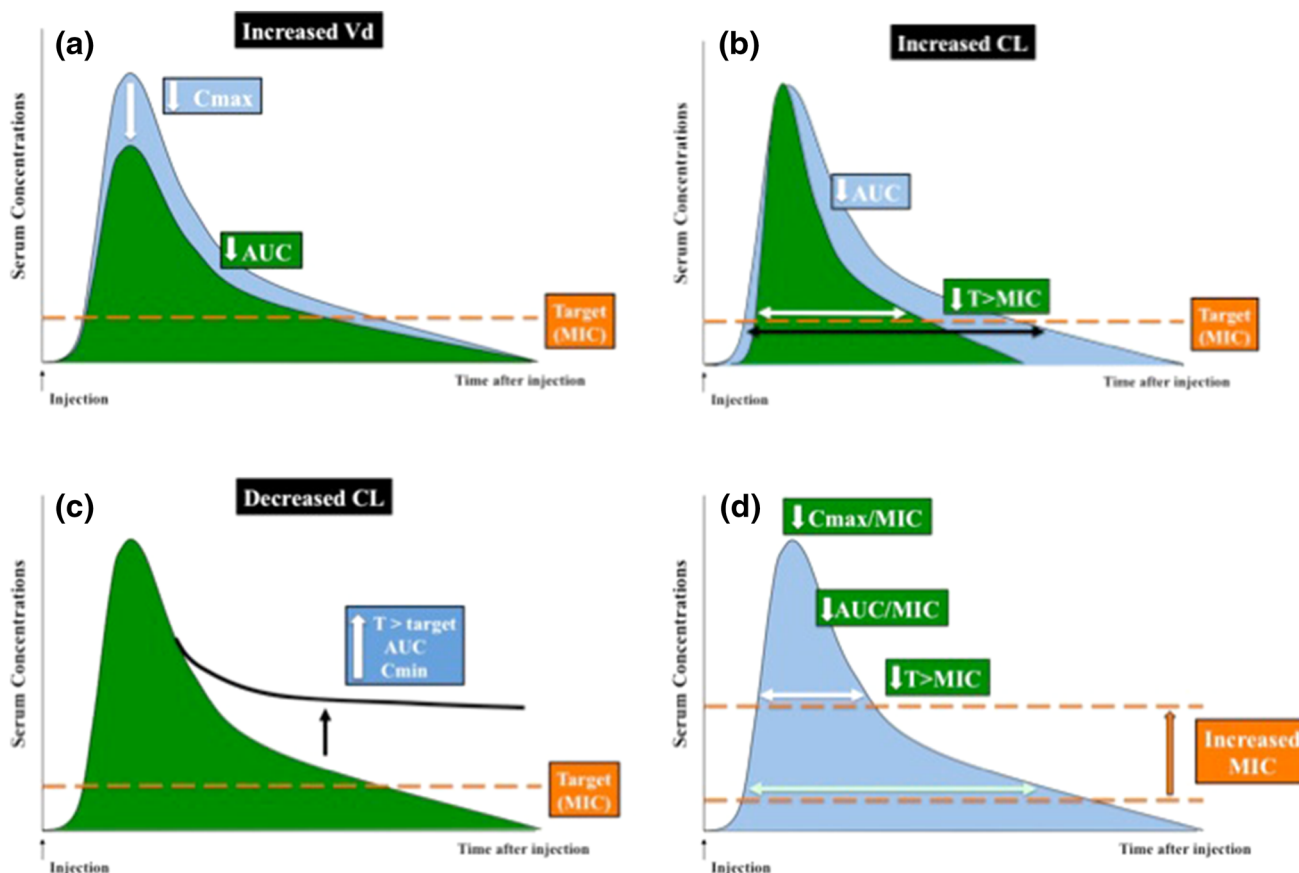 (a)
Increased Vd
Cmax
AUC
Serum Concentrations
Target
(MIC)
Time after injection
Injection
(b)
Increased CL
AUC
T>MIC
Serum Concentrations
Target
(MIC)
Time after injection
Injection
(c)
Decreased CL
T > target
AUC
Cmin
Serum Concentrations
Target
(MIC)
Time after injection
Injection
(d)
Cmax/MIC
AUC/MIC
T>MIC
Serum Concentrations
Increased
MIC
Time after injection
Injection